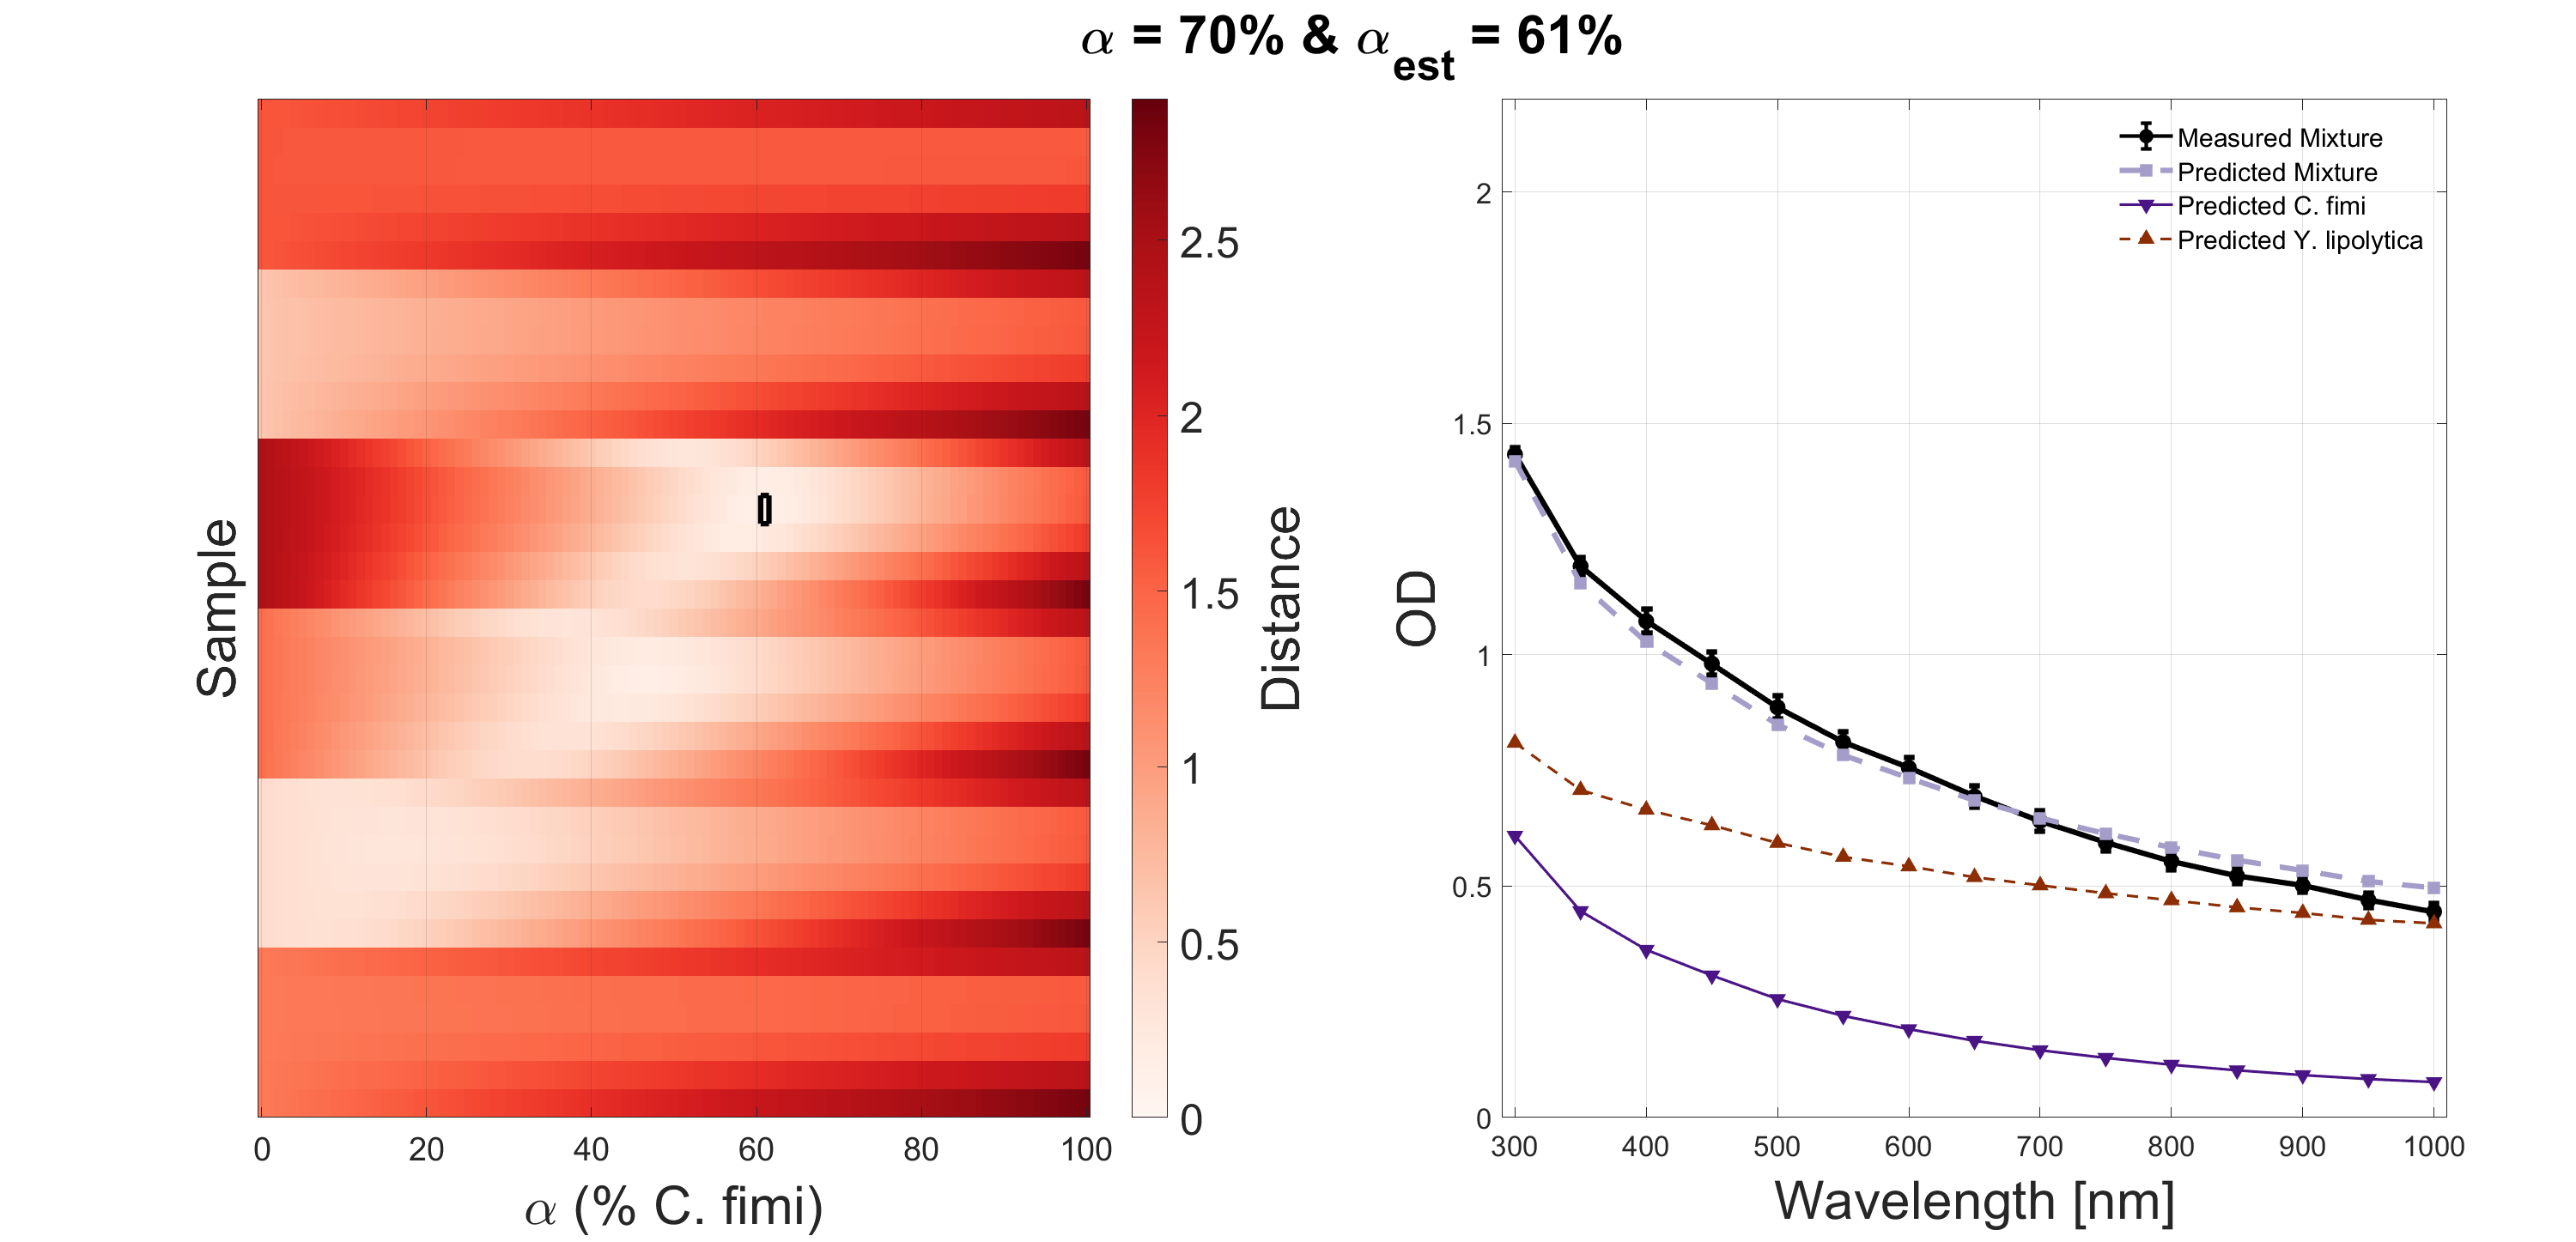 α = 70% & αest = 61%
Sample
0
20
40
60
80
100
α (% C. fimi)
2.5
2
1.5
1
0.5
0
Distance
OD
2
1.5
1
0.5
0
Measured Mixture
Predicted Mixture
Predicted C. fimi
Predicted Y. lipolytica
300
400
500
600
700
800
900
1000
Wavelength [nm]